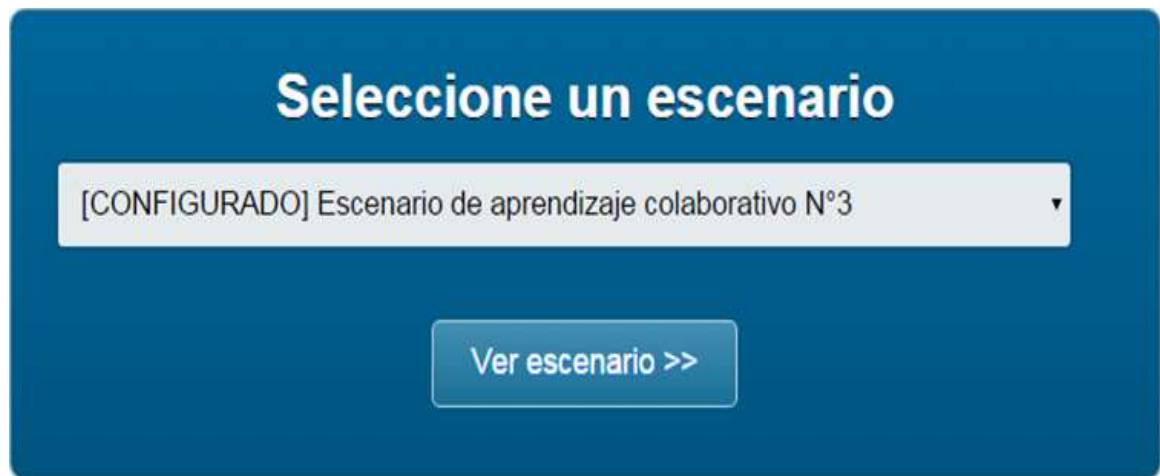 Seleccione un escenario
[CONFIGURADO] Escenario de aprendizaje colaborativo N°3
Ver escenario >>